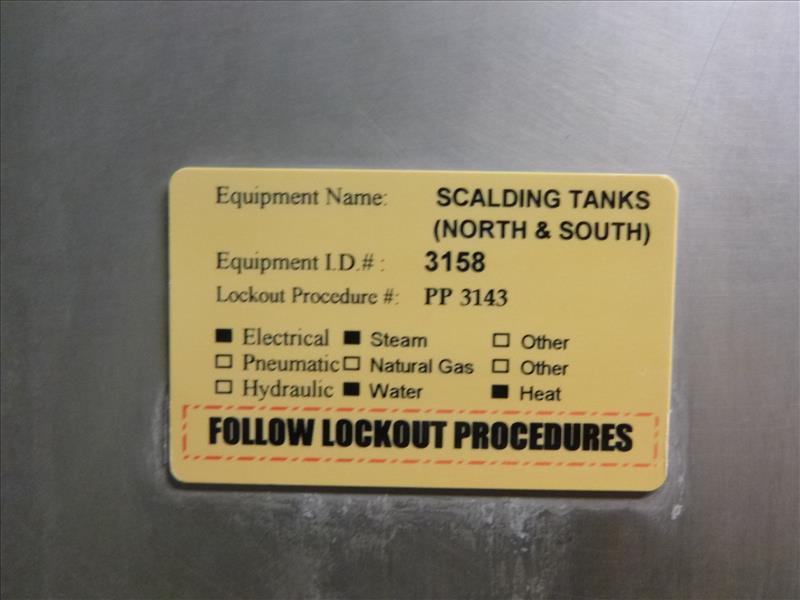 Equipment Name: SCALDING TANKS
(NORTH & SOUTH)
Equipment I.D.# : 3158
Lockout Procedure #: PP 3143
■ Electrical ■ Steam □ Other
□ Pneumatic □ Natural Gas □ Other
□ Hydraulic ■ Water ■ Heat
FOLLOW LOCKOUT PROCEDURES